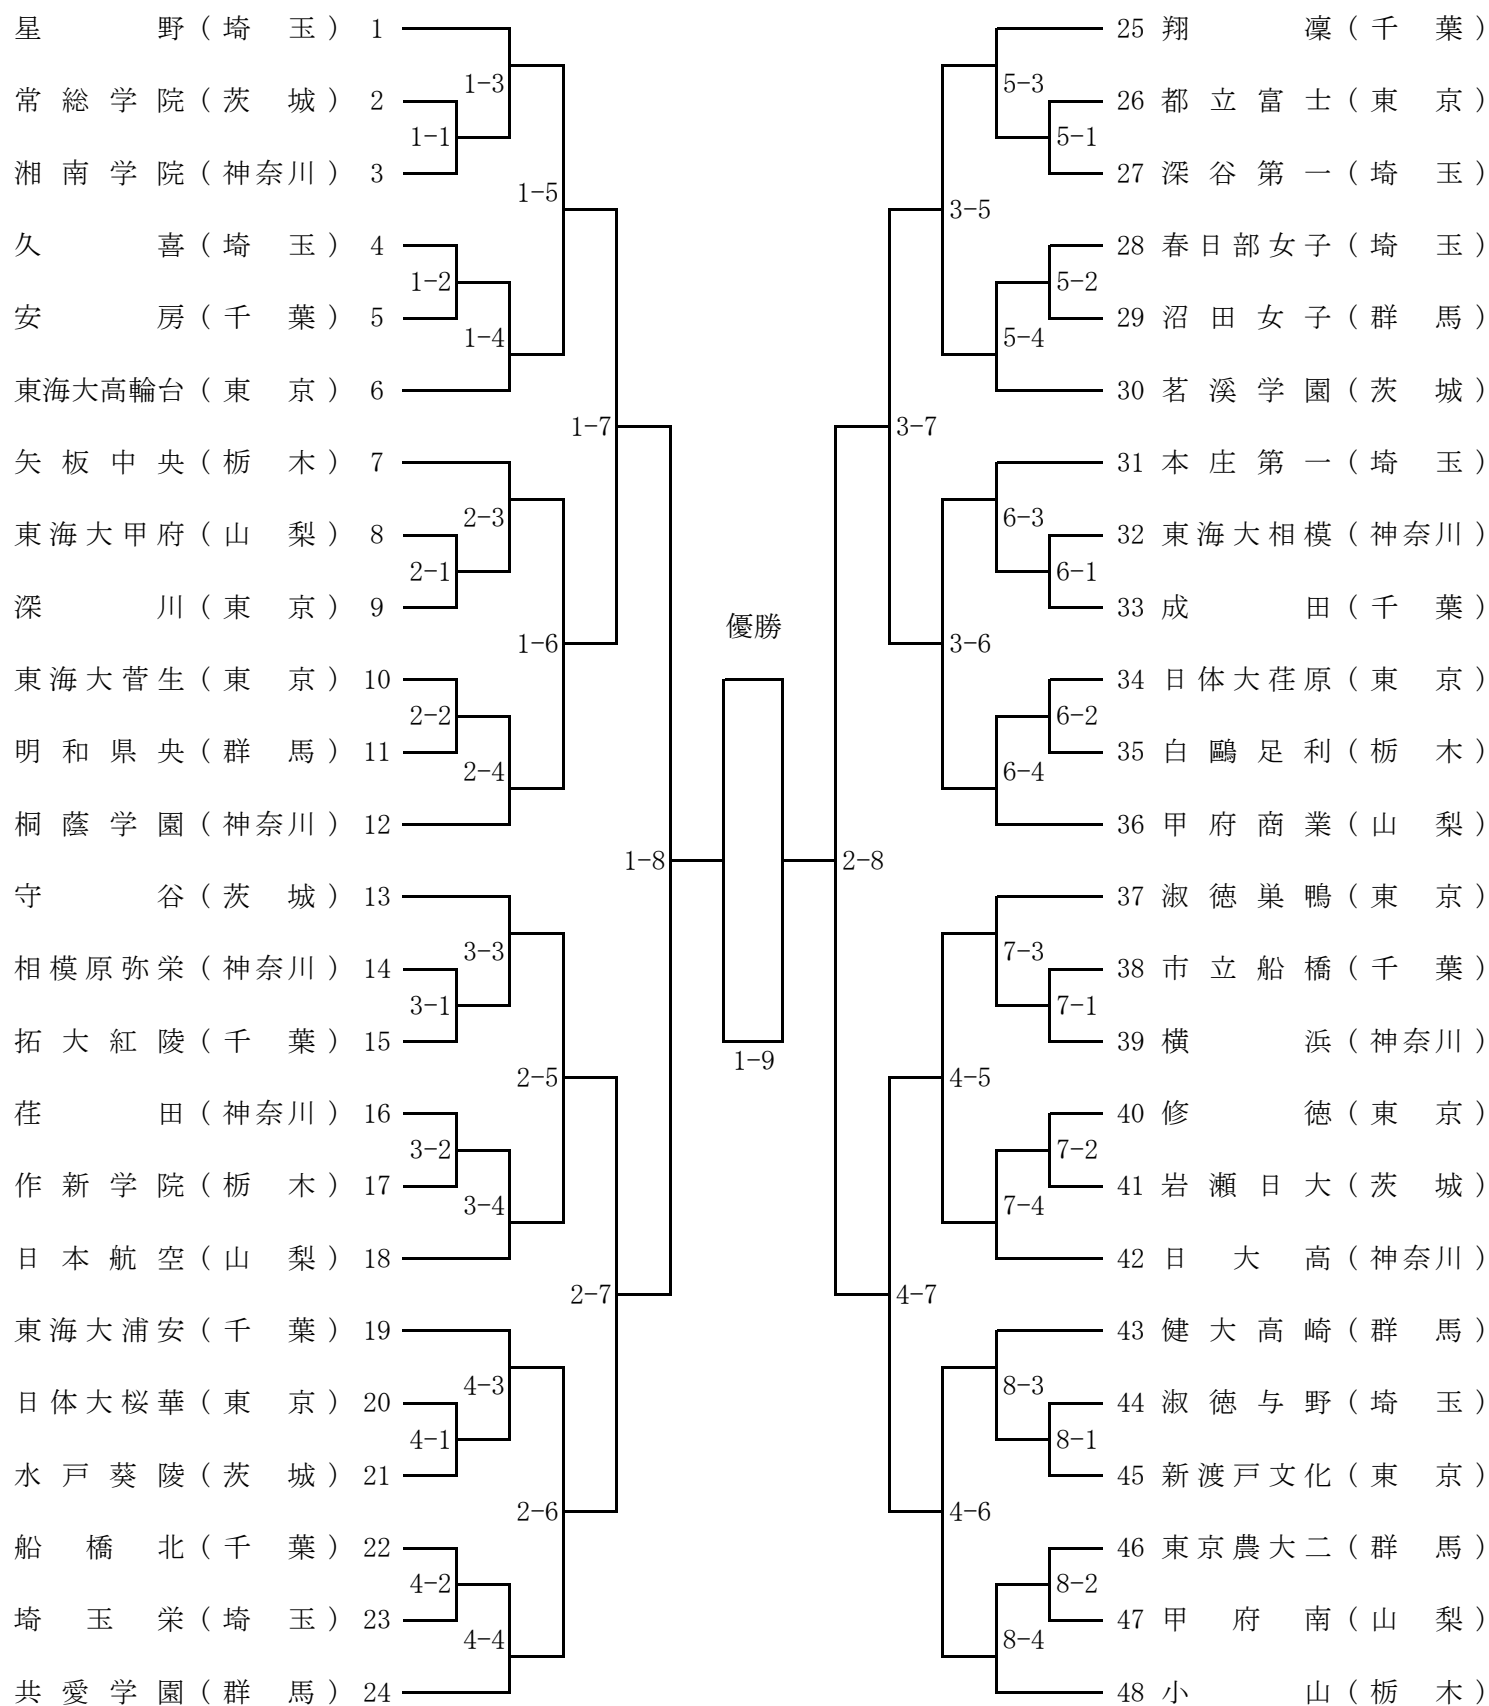 星野（埼玉）1
1-3
常総学院（茨城）2
1-1
湘南学院（神奈川）3
1-5
久喜（埼玉）4
1-2
安房（千葉）5
1-4
東海大高輪台（東京）6
1-7
矢板中央（栃木）7
2-3
東海大甲府（山梨）8
2-1
深川（東京）9
1-6
東海大菅生（東京）10
2-2
明和県央（群馬）11
2-4
桐蔭学園（神奈川）12
1-8
守谷（茨城）13
3-3
相模原弥栄（神奈川）14
3-1
拓大紅陵（千葉）15
2-5
荏田（神奈川）16
3-2
作新学院（栃木）17
3-4
日本航空（山梨）18
2-7
東海大浦安（千葉）19
4-3
日体大桜華（東京）20
4-1
水戸葵陵（茨城）21
2-6
船橋北（千葉）22
4-2
埼玉栄（埼玉）23
4-4
共愛学園（群馬）24
優勝
1-9
25 翔凜（千葉）
5-3
26 都立富士（東京）
5-1
27 深谷第一（埼玉）
3-5
28 春日部女子（埼玉）
5-2
29 沼田女子（群馬）
5-4
30 茗溪学園（茨城）
3-7
31 本庄第一（埼玉）
6-3
32 東海大相模（神奈川）
6-1
33 成田（千葉）
3-6
34 日体大荏原（東京）
6-2
35 白鷗足利（栃木）
6-4
36 甲府商業（山梨）
2-8
37 淑徳巣鴨（東京）
7-3
38 市立船橋（千葉）
7-1
39 横浜（神奈川）
4-5
40 修徳（東京）
7-2
41 岩瀬日大（茨城）
7-4
42 日大高（神奈川）
4-7
43 健大高崎（群馬）
8-3
44 淑徳与野（埼玉）
8-1
45 新渡戸文化（東京）
4-6
46 東京農大二（群馬）
8-2
47 甲府南（山梨）
8-4
48 小山（栃木）